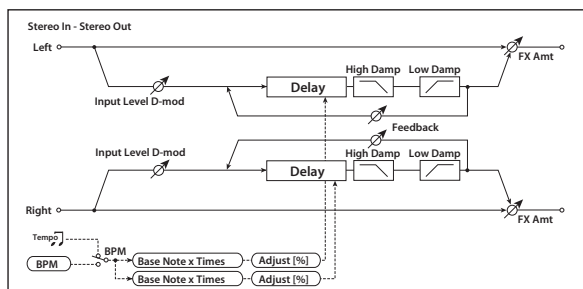 Stereo In - Stereo Out
Left
FX Amt
High Damp Low Damp
Delay
Input Level D-mod
Feedback
Input Level D-mod
High Damp Low Damp
Delay
Right
FX Amt
Tempo
BPM
BPM
Base Note x Times Adjust [%]
Base Note x Times Adjust [%]